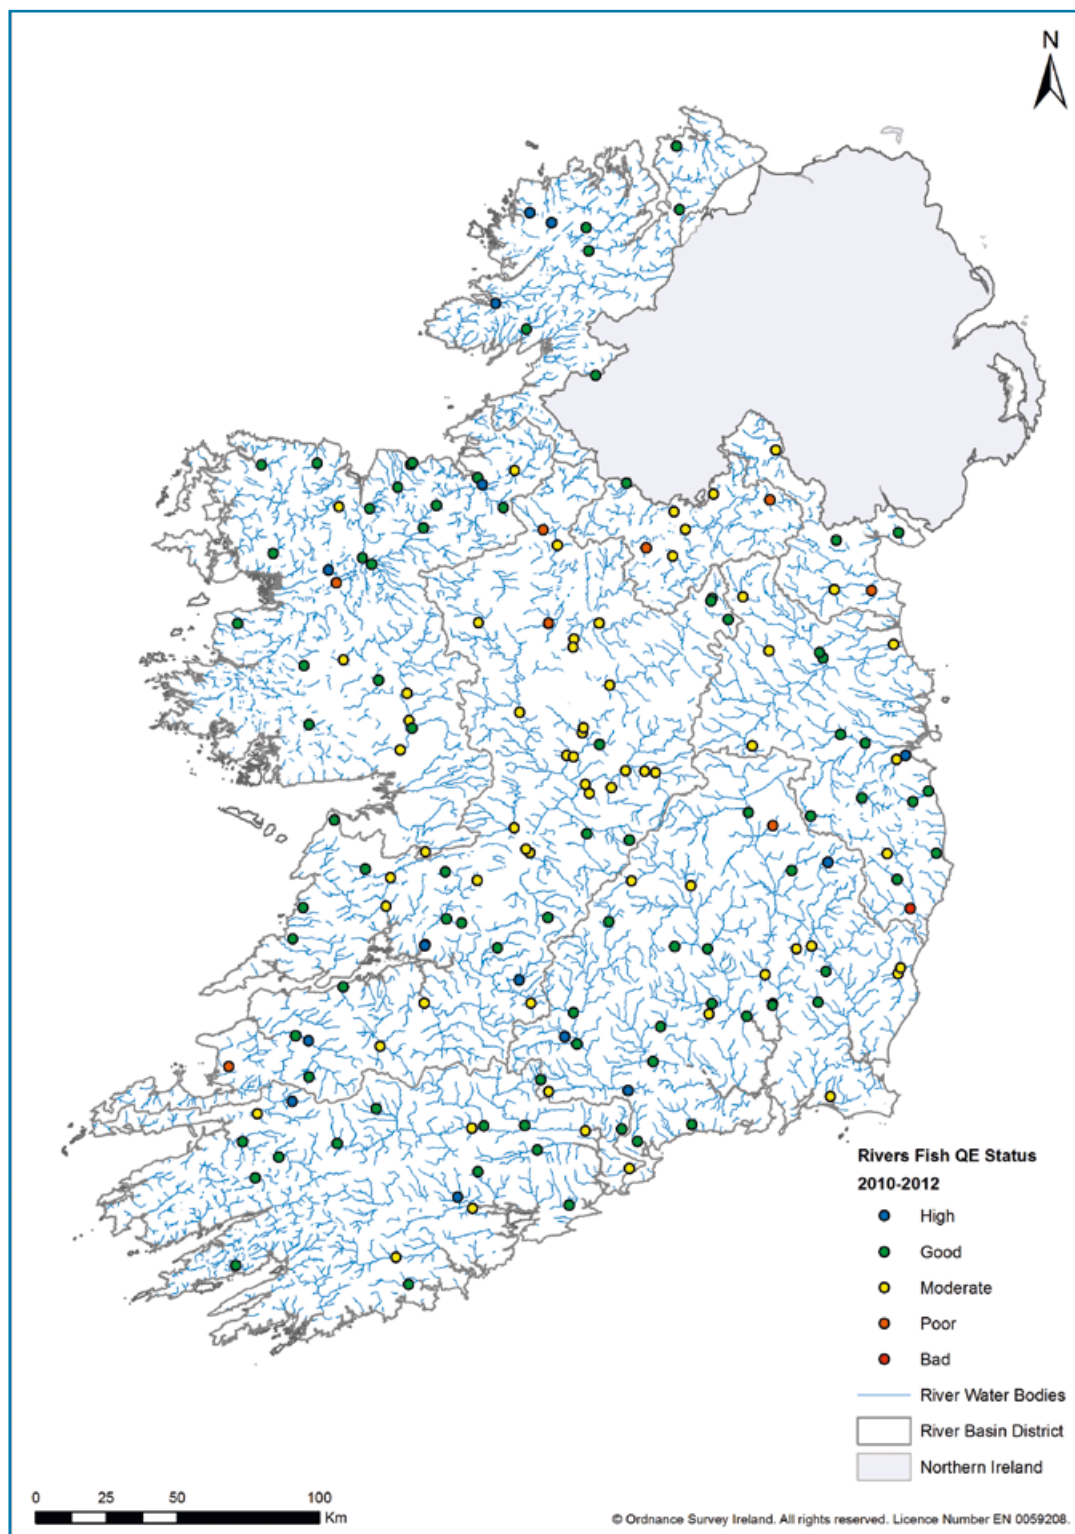 N
Rivers Fish QE Status
2010-2012
High
Good
Moderate
Poor
Bad
River Water Bodies
River Basin District
Northern Ireland
0 25 50 100
Km
© Ordnance Survey Ireland. All rights reserved. Licence Number EN 0059208.